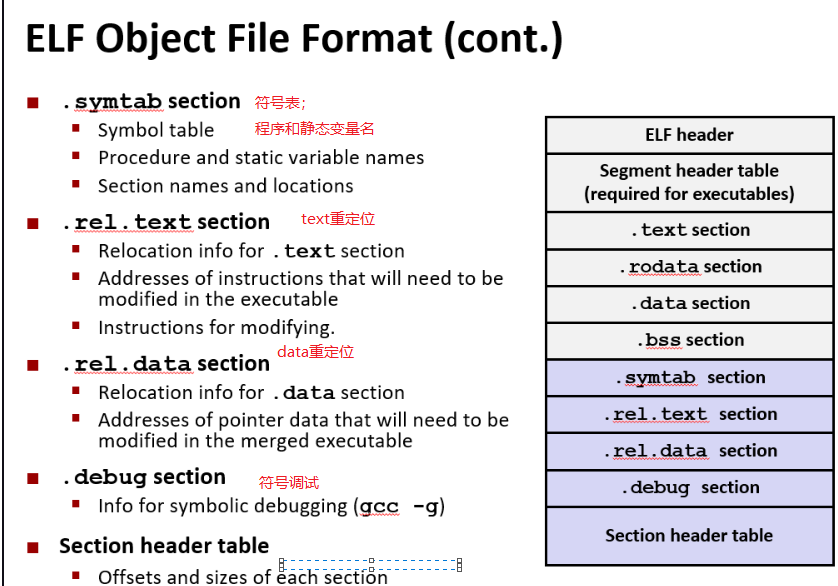 ELF Object File Format (cont.)
.symtab section 符号表;
Symbol table 程序和静态变量名
Procedure and static variable names
Section names and locations
.rel.text section text重定位
Relocation info for .text section
Addresses of instructions that will need to be
modified in the executable
Instructions for modifying.
.rel.data section data重定位
Relocation info for .data section
Addresses of pointer data that will need to be
modified in the merged executable
.debug section 符号调试
Info for symbolic debugging (gcc -g)
Section header table
Offsets and sizes of each section
ELF header
Segment header table
(required for executables)
.text section
.rodata section
.data section
.bss section
.symtab section
.rel.text section
.rel.data section
.debug section
Section header table